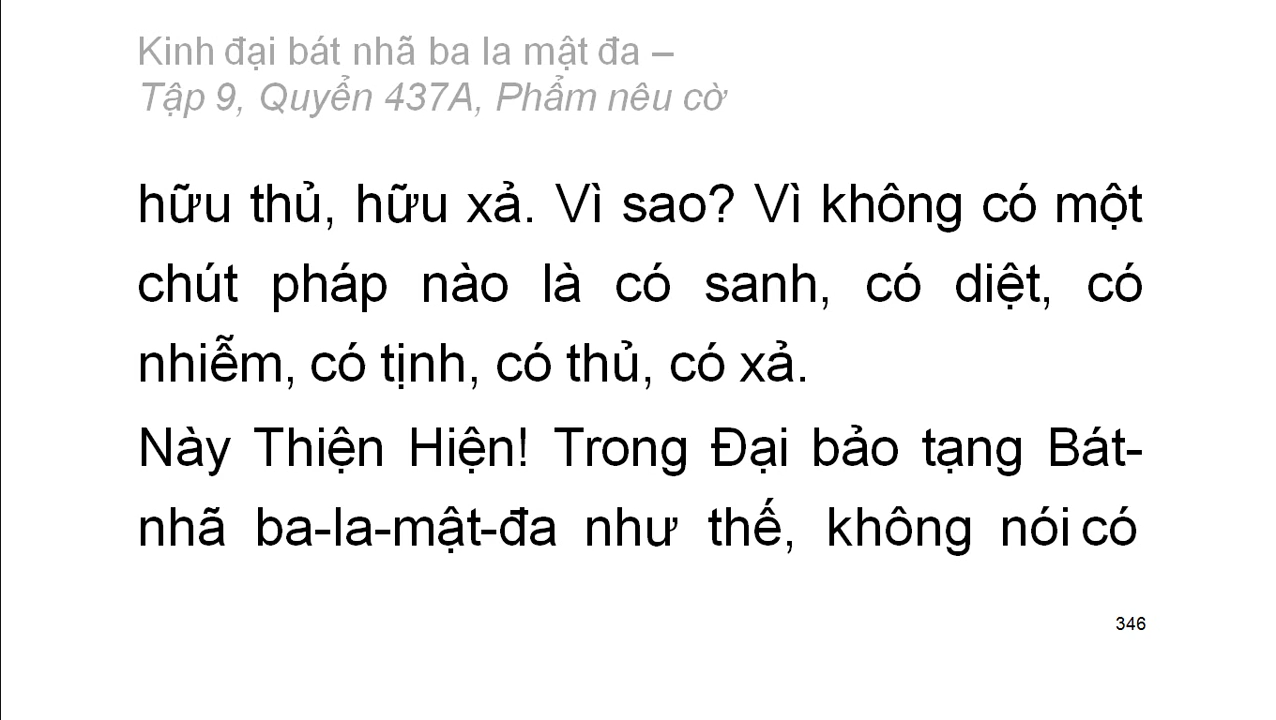 Kinh đại bát nhã ba la mật đa –
Tập 9, Quyển 437A, Phẩm nêu cờ
hữu thủ, hữu xả. Vì sao? Vì không có một
chút pháp nào là có sanh, có diệt, có
nhiễm, có tịnh, có thủ, có xả.
Này Thiện Hiện! Trong Đại bảo tạng Bát-
nhã ba-la-mật-đa như thế, không nói có
346